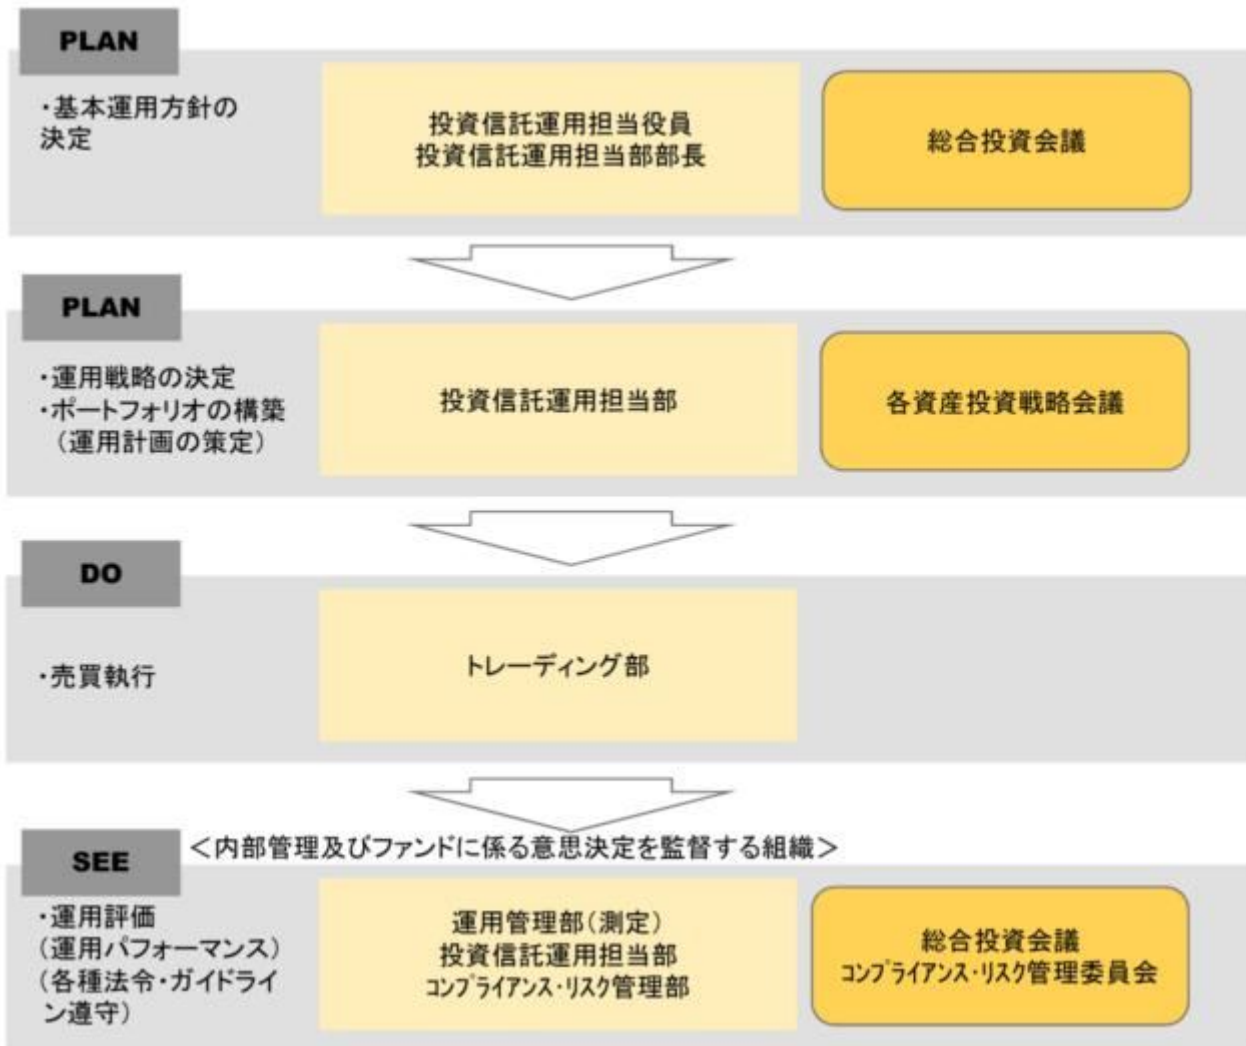 PLAN
・基本運用方針の
決定
投資信託運用担当役員
投資信託運用担当部部長
総合投資会議
PLAN
・運用戦略の決定
・ポートフォリオの構築
（運用計画の策定）
投資信託運用担当部
各資産投資戦略会議
DO
・売買執行
トレーディング部
SEE
＜内部管理及びファンドに係る意思決定を監督する組織＞
・運用評価
（運用パフォーマンス）
（各種法令・ガイドライ
ン遵守）
運用管理部（測定）
投資信託運用担当部
ｺﾝﾌﾟﾗｲｱﾝｽ･ﾘｽｸ管理部
総合投資会議
ｺﾝﾌﾟﾗｲｱﾝｽ･ﾘｽｸ管理委員会